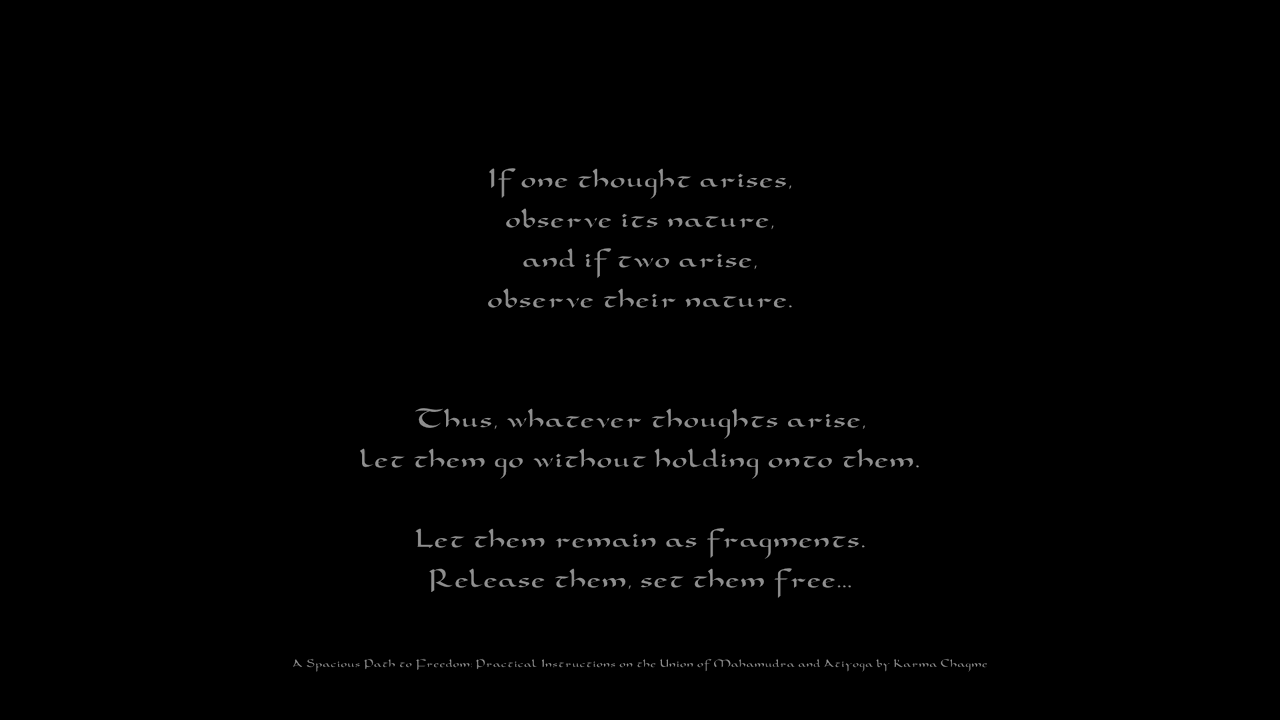 If one thought arises,
observe its nature,
and if two arise,
observe their nature.
Thus, whatever thoughts arise,
let them go without holding onto them.
Let them remain as fragments.
Release them, set them free...
A Spacious Path to Freedom: Practical Instructions on the Union of Mahamudra and Atiyoga by Karma Chagme